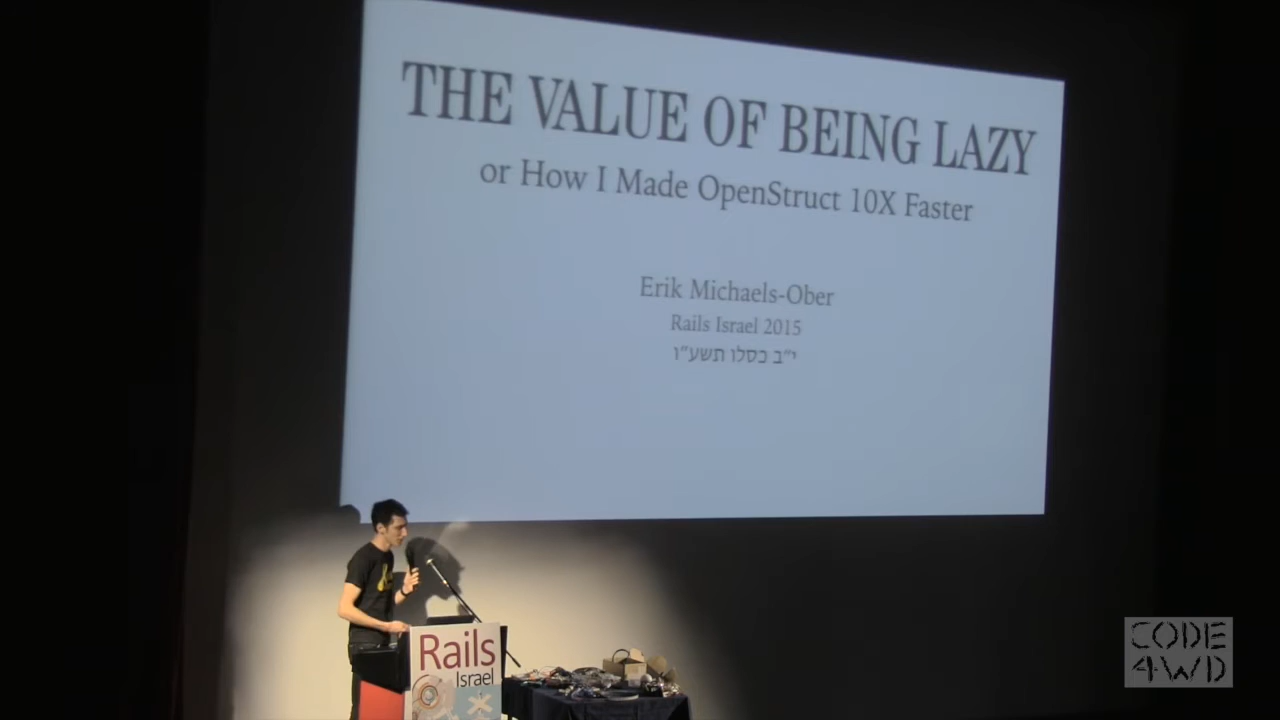 THE VALUE OF BEING LAZY
or How I Made OpenStruct 10X Faster
Erik Michaels-Ober
Rails Israel 2015
י״ב כסלו תשע״ו
Rails
Israel
CODE
4WD